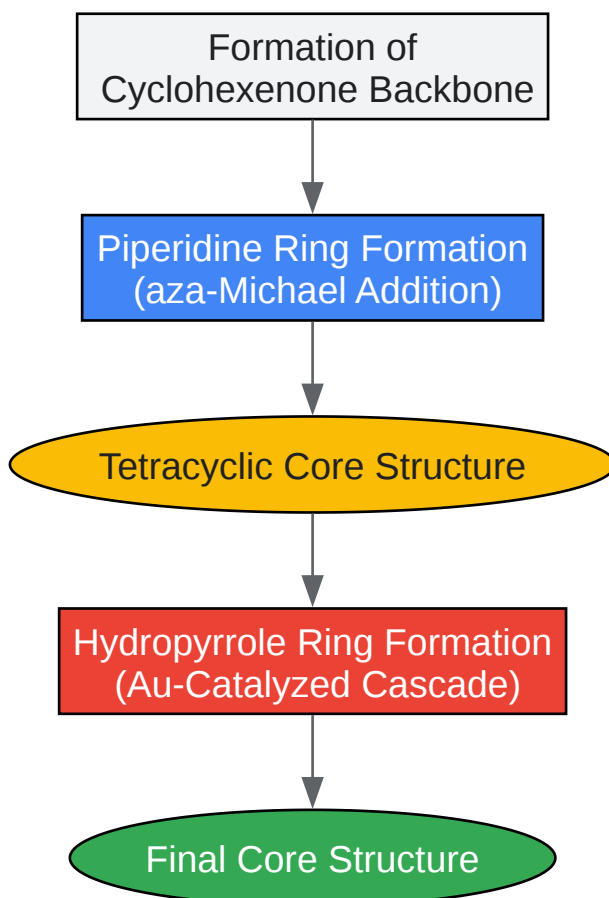 Formation of
Cyclohexenone Backbone
Piperidine Ring Formation
(aza-Michael Addition)
Tetracyclic Core Structure
Hydropyrrole Ring Formation
(Au-Catalyzed Cascade)
Final Core Structure